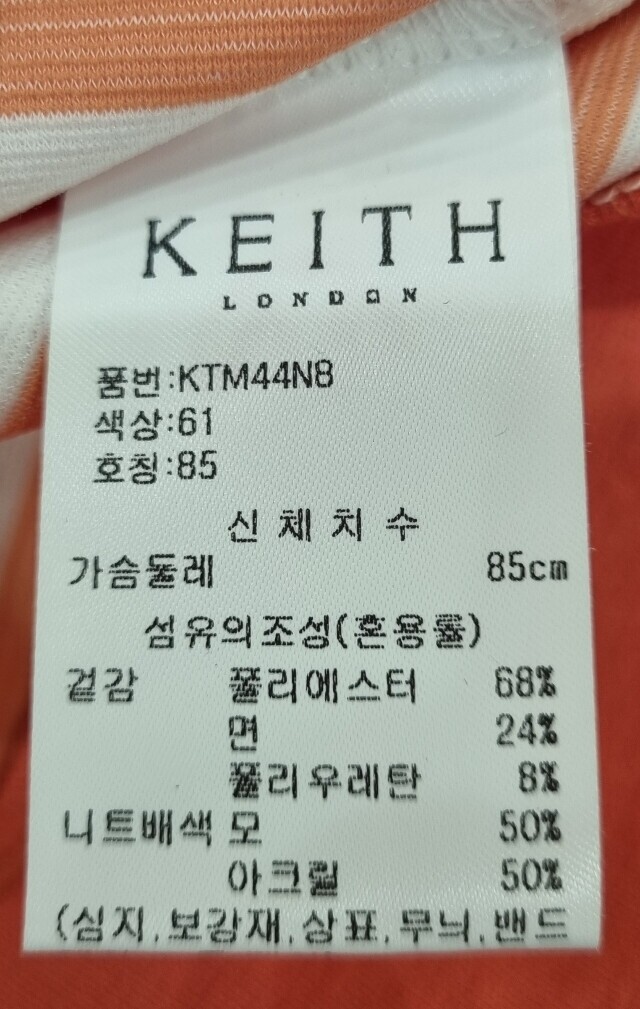 KEITH
LONDON
품번:KTM44N8
색상:61
호칭:85
신체치수
가슴둘레 85cm
섬유의조성(혼용률)
겉감 폴리에스터 68%
면 24%
폴리우레탄 8%
니트배색 모 50%
아크릴 50%
(심지,보강재,상표,무늬,밴드